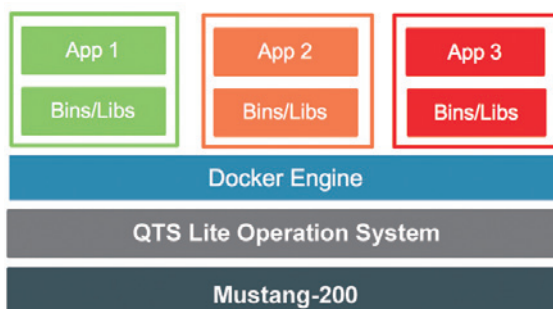 App 1
App 2
App 3
Bins/Libs
Bins/Libs
Bins/Libs
Docker Engine
QTS Lite Operation System
Mustang-200